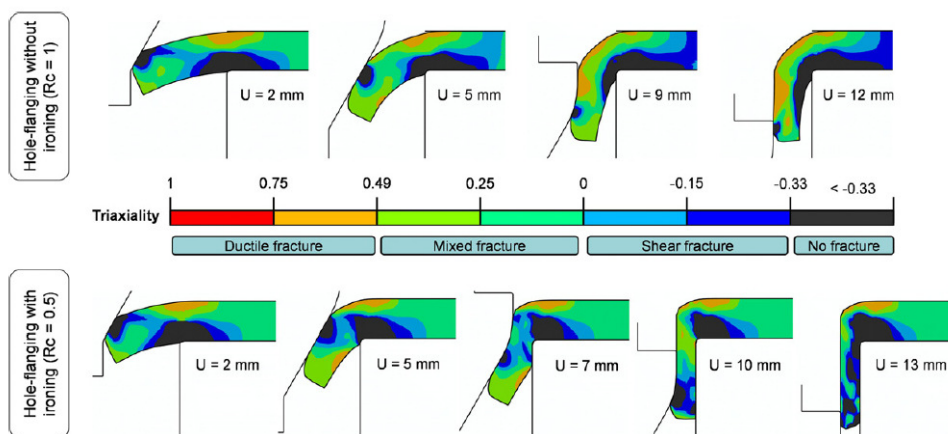 Hole-flanging without
ironing (Rc = 1)
U = 2 mm
U = 5 mm
U = 9 mm
U = 12 mm
1 0.75 0.49 0.25 0 -0.15 -0.33 < -0.33
Triaxiality
Ductile fracture
Mixed fracture
Shear fracture
No fracture
Hole-flanging with
ironing (Rc = 0.5)
U = 2 mm
U = 5 mm
U = 7 mm
U = 10 mm
U = 13 mm